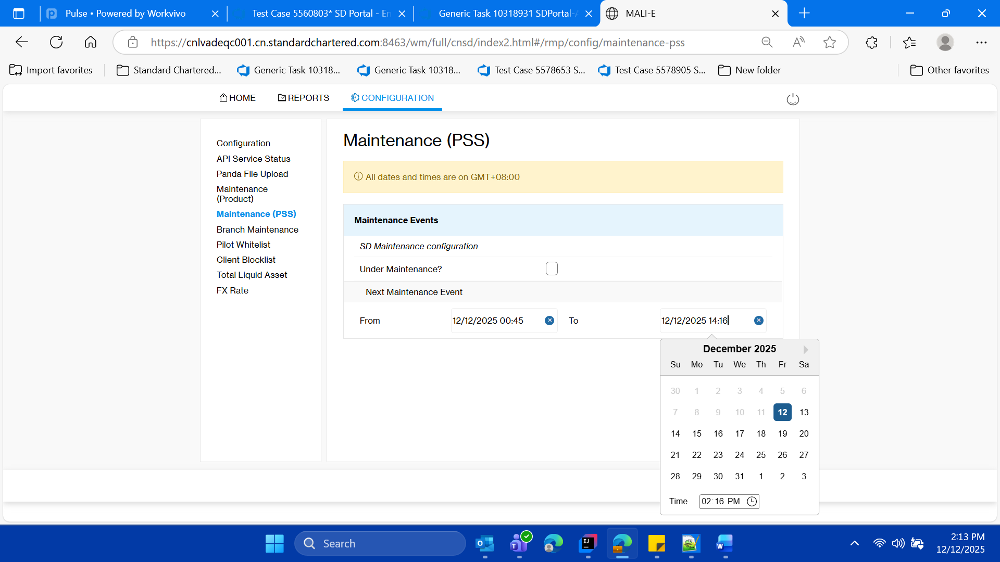 Pulse • Powered by Workvivo
Test Case 5560803* SD Portal - En
Generic Task 10318931 SDPortal-A
MALI-E
https://cnlvadeqc001.cn.standardchartered.com:8463/wm/full/cnsd/index2.html#/rmp/config/maintenance-pss
Import favorites
Standard Chartered...
Generic Task 10318...
Generic Task 10318...
Test Case 5578653 S...
Test Case 5578905 S...
New folder
Other favorites
HOME
REPORTS
CONFIGURATION
Configuration
API Service Status
Panda File Upload
Maintenance
(Product)
Maintenance (PSS)
Branch Maintenance
Pilot Whitelist
Client Blocklist
Total Liquid Asset
FX Rate
Maintenance (PSS)
All dates and times are on GMT+08:00
Maintenance Events
SD Maintenance configuration
Under Maintenance?
Next Maintenance Event
From
12/12/2025 00:45
To
12/12/2025 14:16
December 2025
Su Mo Tu We Th Fr Sa
30 1 2 3 4 5 6
7 8 9 10 11 12 13
14 15 16 17 18 19 20
21 22 23 24 25 26 27
28 29 30 31 1 2 3
Time 02:16 PM
Search
2:13 PM
12/12/2025